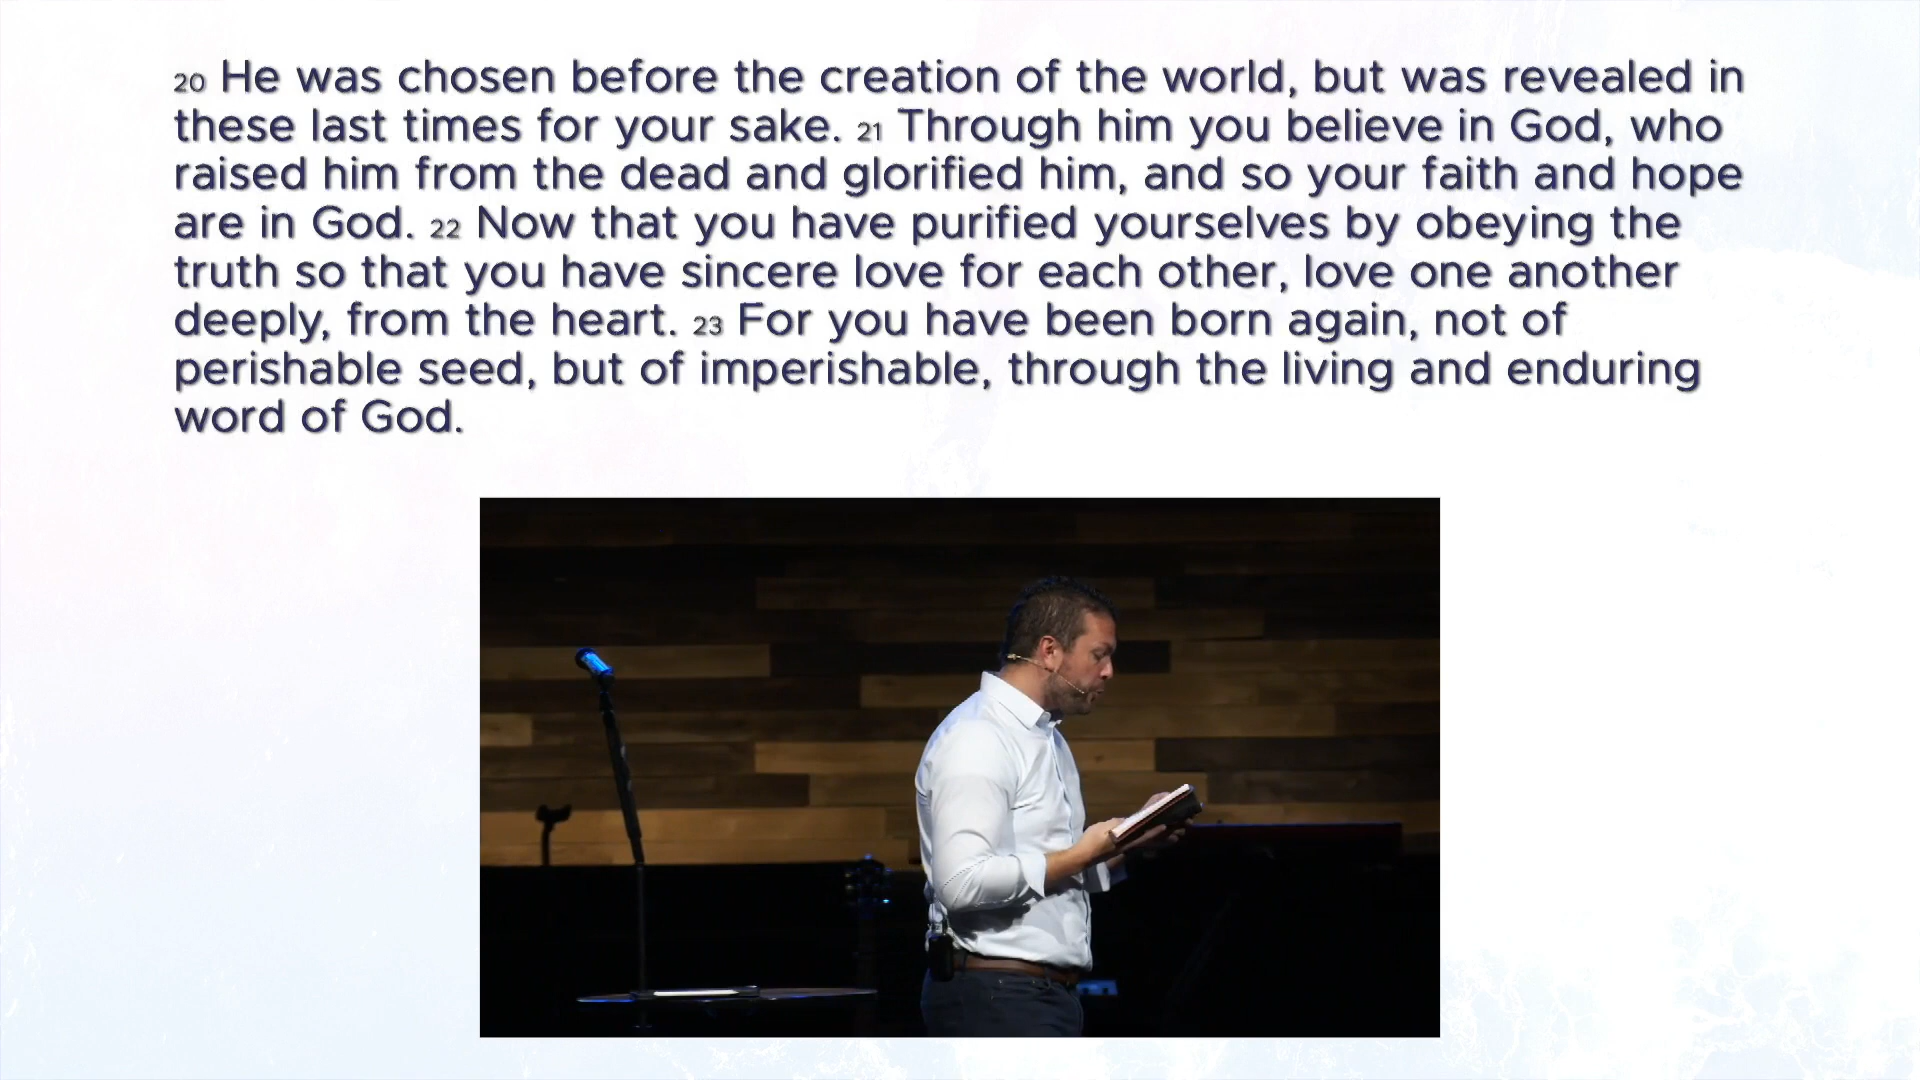 20 He was chosen before the creation of the world, but was revealed in
these last times for your sake. 21 Through him you believe in God, who
raised him from the dead and glorified him, and so your faith and hope
are in God. 22 Now that you have purified yourselves by obeying the
truth so that you have sincere love for each other, love one another
deeply, from the heart. 23 For you have been born again, not of
perishable seed, but of imperishable, through the living and enduring
word of God.